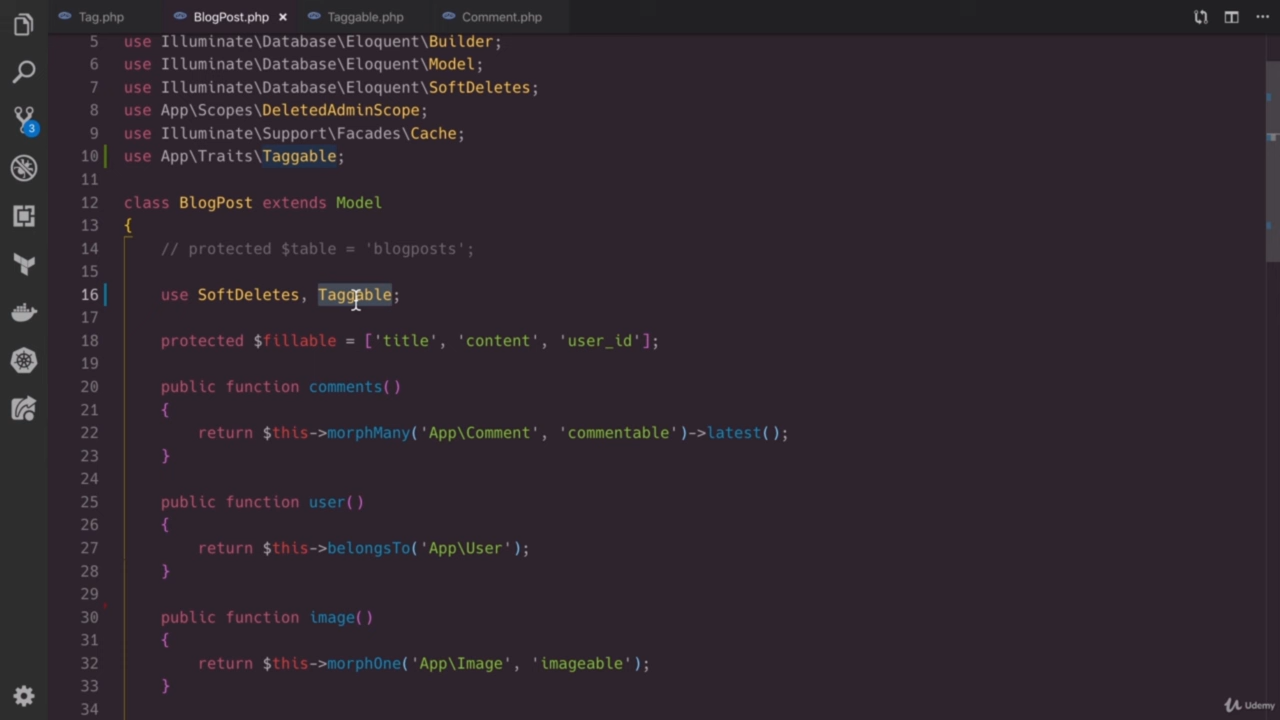 Tag.php
BlogPost.php
Taggable.php
Comment.php
5 use Illuminate\Database\Eloquent\Builder;
6 use Illuminate\Database\Eloquent\Model;
7 use Illuminate\Database\Eloquent\SoftDeletes;
8 use App\Scopes\DeletedAdminScope;
9 use Illuminate\Support\Facades\Cache;
10 use App\Traits\Taggable;
11
12 class BlogPost extends Model
13 {
14 // protected $table = 'blogposts';
15
16 use SoftDeletes, Taggable;
17
18 protected $fillable = ['title', 'content', 'user_id'];
19
20 public function comments()
21 {
22 return $this->morphMany('App\Comment', 'commentable')->latest();
23 }
24
25 public function user()
26 {
27 return $this->belongsTo('App\User');
28 }
29
30 public function image()
31 {
32 return $this->morphOne('App\Image', 'imageable');
33 }
34
3
Udemy